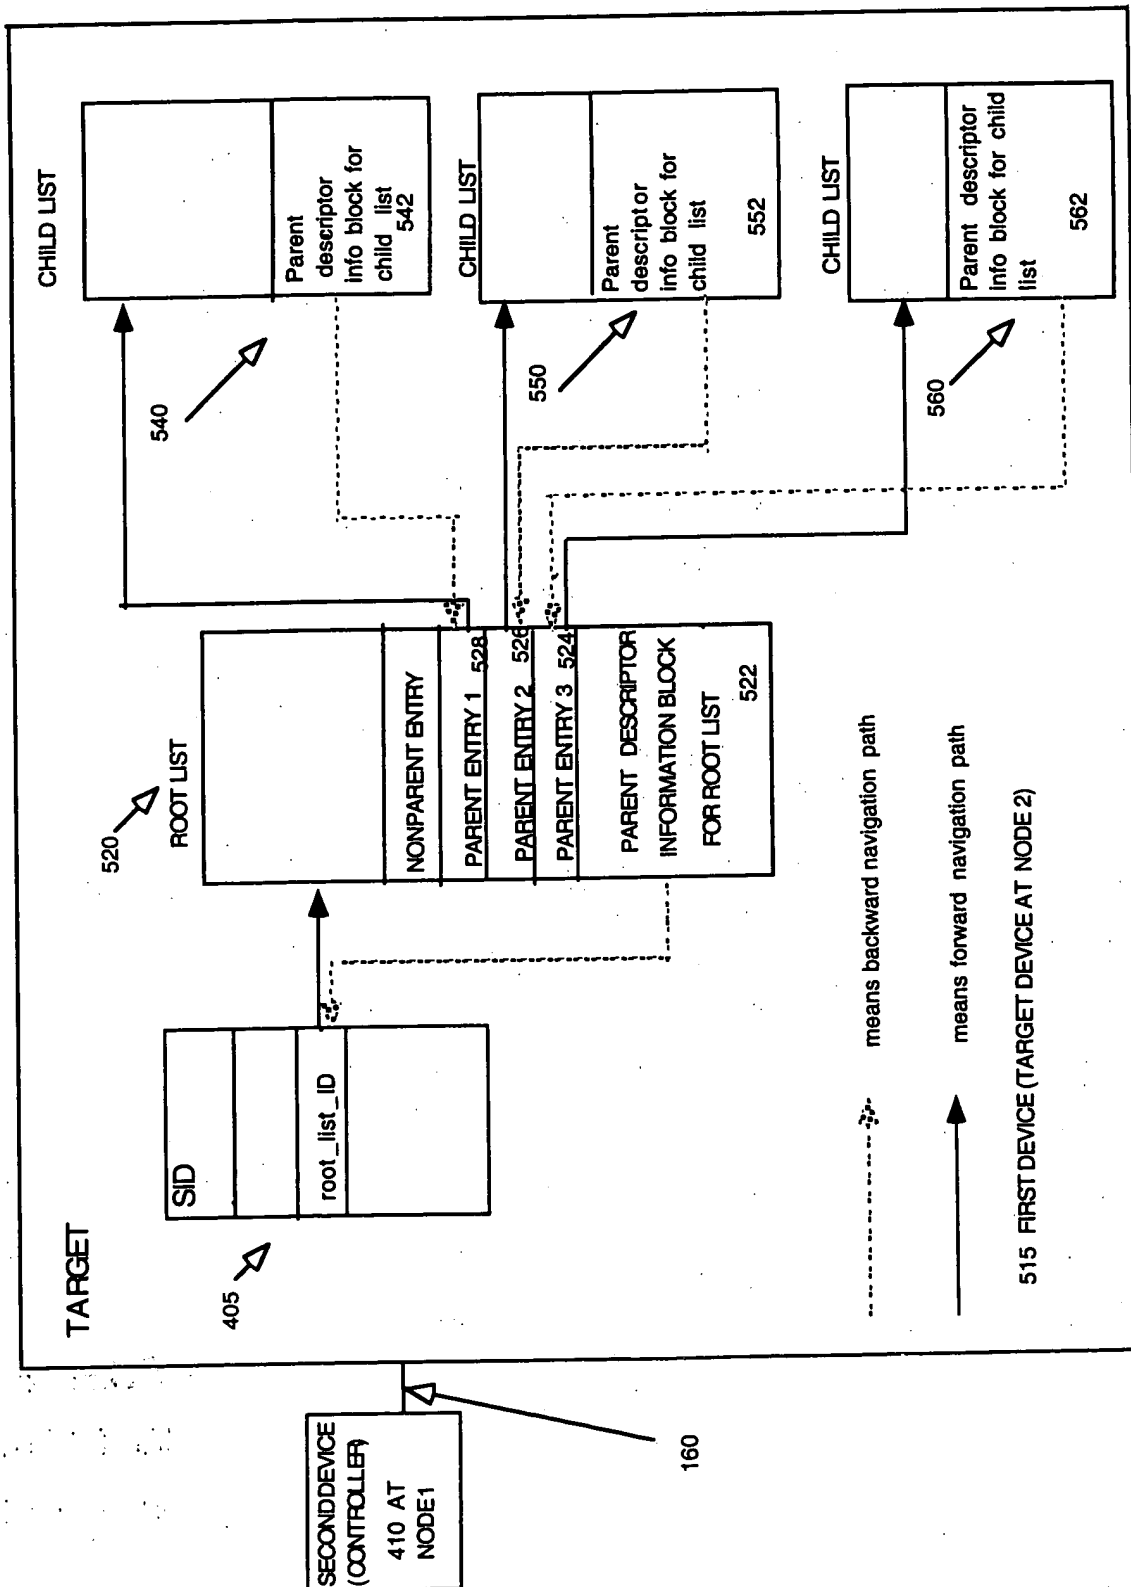 TARGET
SID
root_list_ID
405
520
ROOT LIST
NONPARENT ENTRY
PARENT ENTRY 1 528
PARENT ENTRY 2 526
PARENT ENTRY 3 524
PARENT DESCRIPTOR
INFORMATION BLOCK
FOR ROOT LIST
522
CHILD LIST
Parent
descriptor
info block for
child list
542
540
CHILD LIST
Parent
descriptor
info block for
child list
552
550
CHILD LIST
Parent descriptor
info block for child
list
562
560
SECOND DEVICE
(CONTROLLER)
410 AT
NODE1
160
means backward navigation path
means forward navigation path
515 FIRST DEVICE (TARGET DEVICE AT NODE 2)